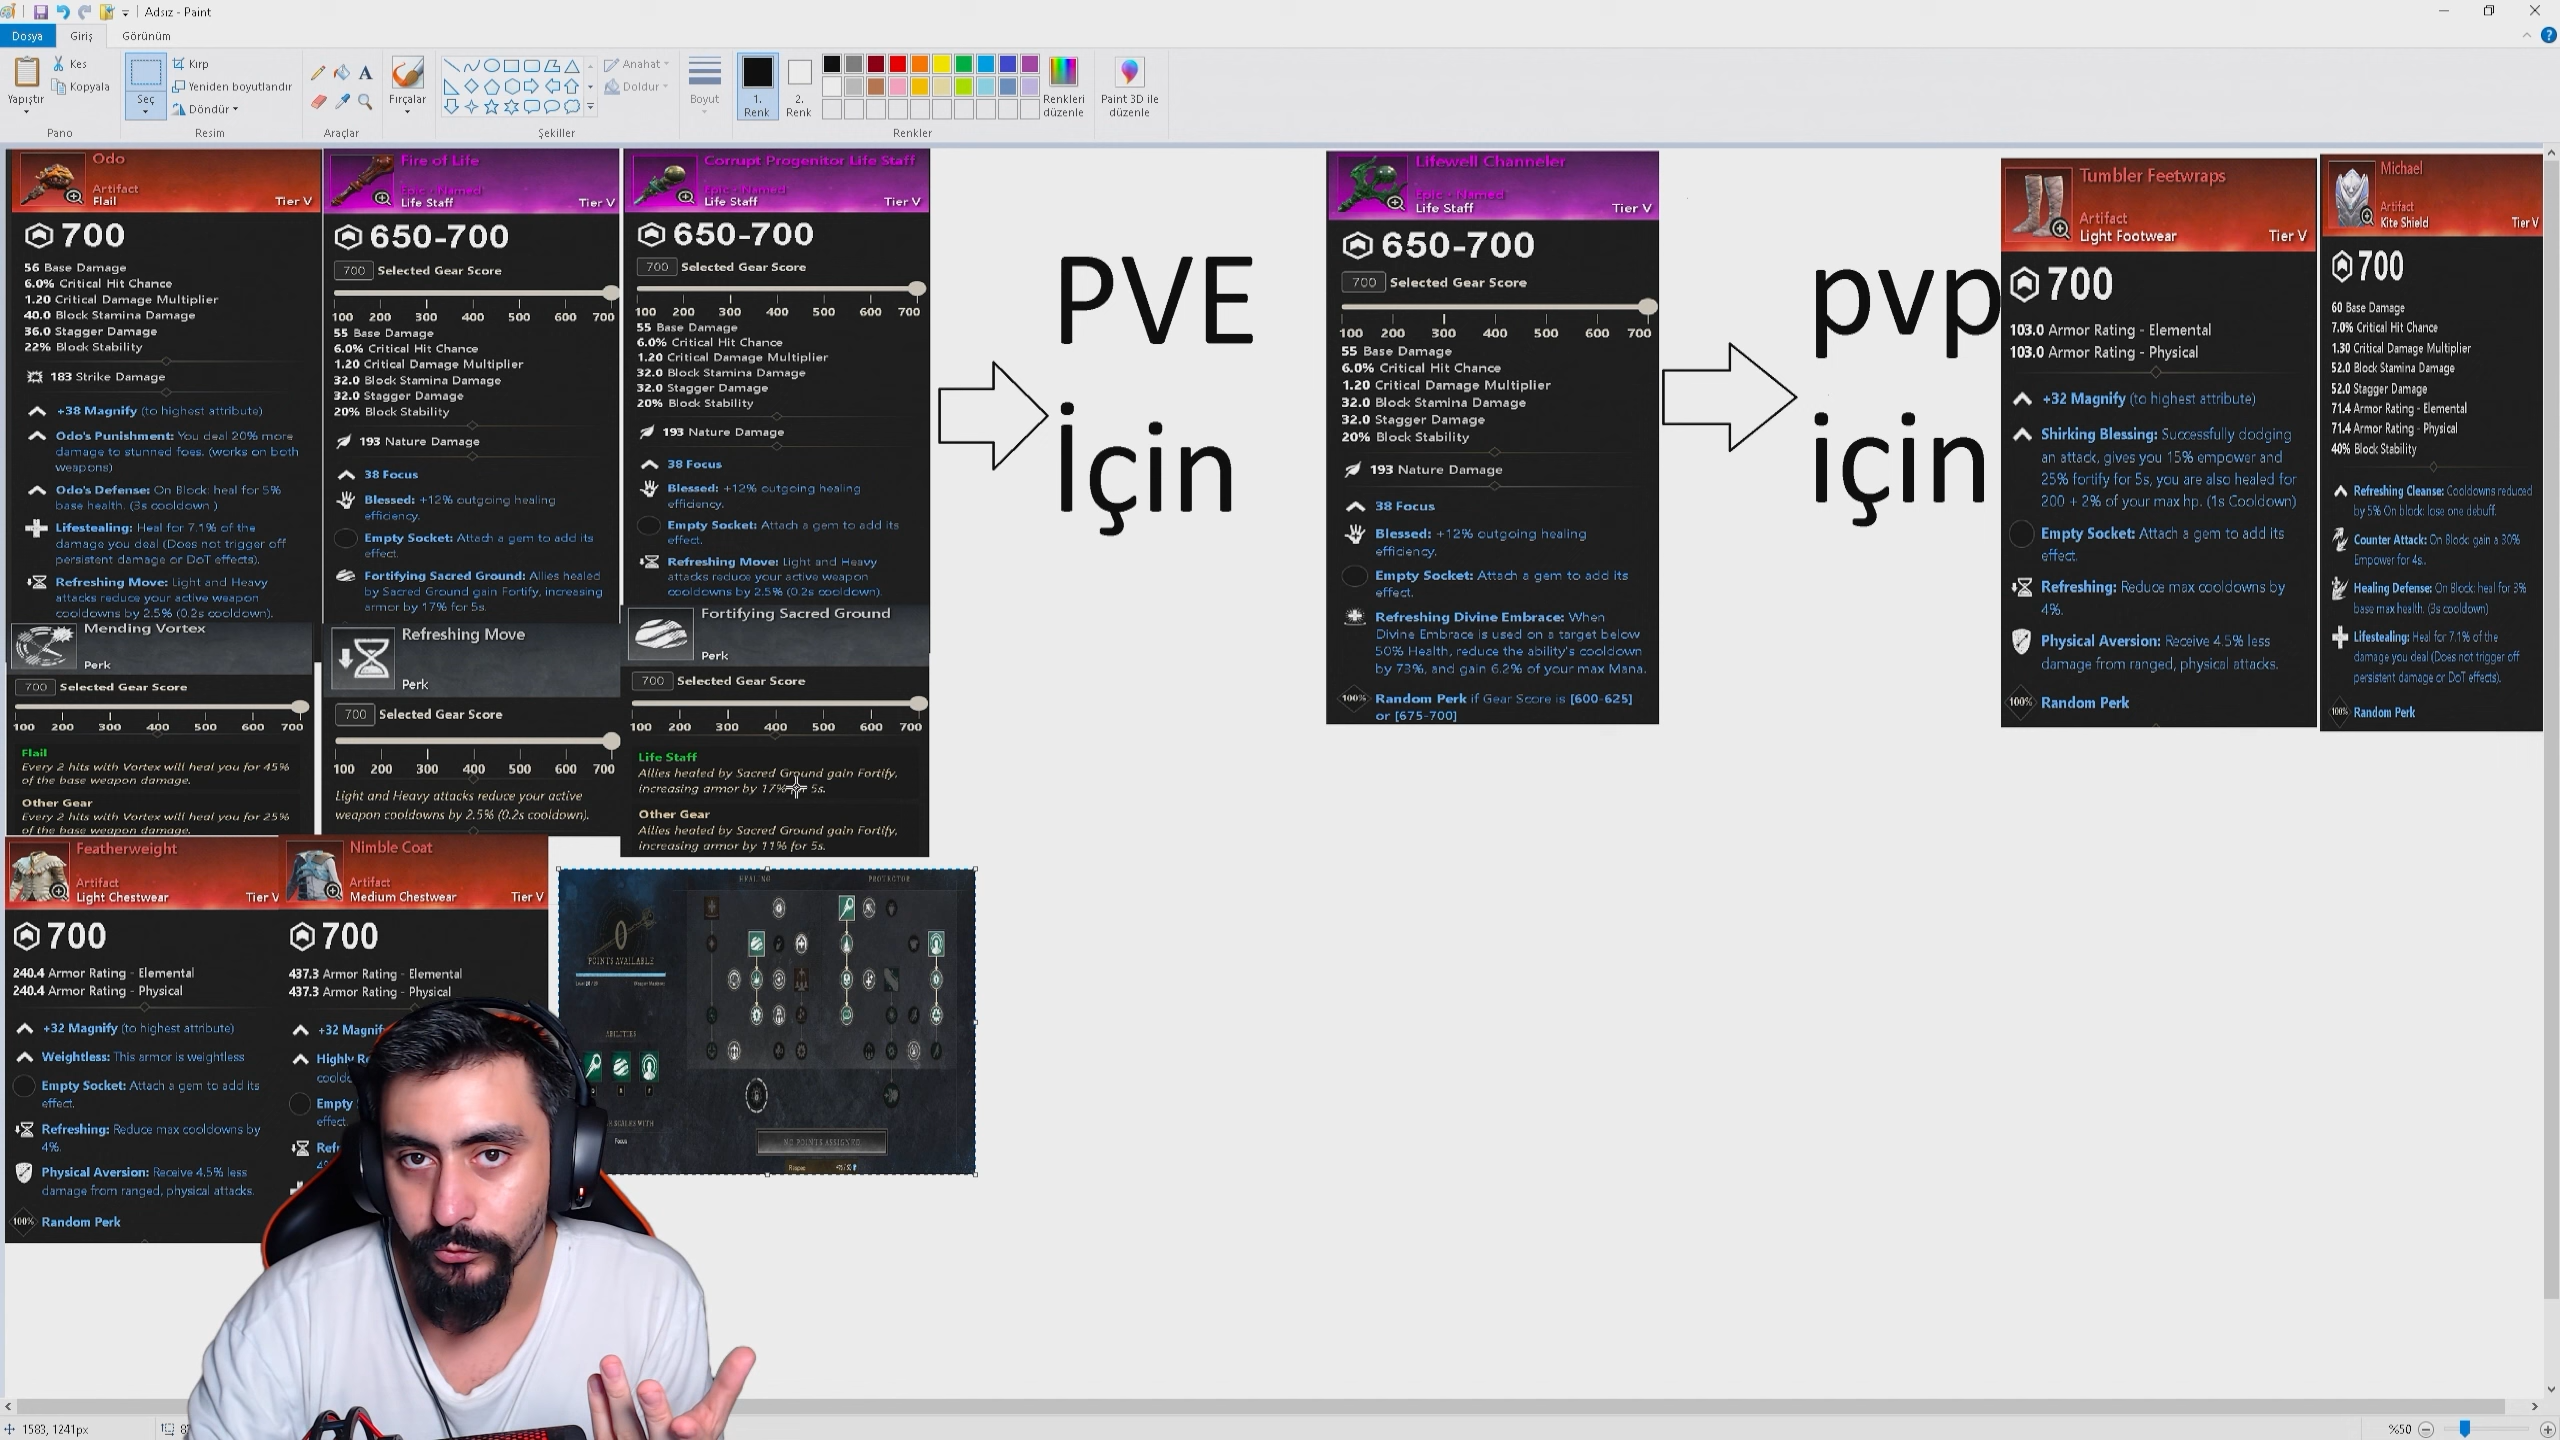 Adsız - Paint
Dosya
Giriş
Görünüm
Yapıştır
Kes
Kopyala
Pano
Seç
Kırp
Yeniden boyutlandır
Döndür
Resim
Araçlar
Fırçalar
Şekiller
Anahat
Doldur
Boyut
1.
Renk
2.
Renk
Renkler
Renkleri
düzenle
Paint 3D ile
düzenle
Odo
Artifact
Flail
Tier V
700
56 Base Damage
6.0% Critical Hit Chance
1.20 Critical Damage Multiplier
40.0 Block Stamina Damage
36.0 Stagger Damage
22% Block Stability
183 Strike Damage
+38 Magnify (to highest attribute)
Odo's Punishment: You deal 20% more
damage to stunned foes. (works on both
weapons)
Odo's Defense: On Block: heal for 5%
base health. (3s cooldown )
Lifestealing: Heal for 7.1% of the
damage you deal (Does not trigger off
persistent damage or DoT effects).
Refreshing Move: Light and Heavy
attacks reduce your active weapon
cooldowns by 2.5% (0.2s cooldown).
Mending Vortex
Perk
700 Selected Gear Score
100 200 300 400 500 600 700
Flail
Every 2 hits with Vortex will heal you for 45%
of the base weapon damage.
Other Gear
Every 2 hits with Vortex will heal you for 25%
of the base weapon damage.
Fire of Life
Epic - Named
Life Staff
Tier V
650-700
700 Selected Gear Score
100 200 300 400 500 600 700
55 Base Damage
6.0% Critical Hit Chance
1.20 Critical Damage Multiplier
32.0 Block Stamina Damage
32.0 Stagger Damage
20% Block Stability
193 Nature Damage
38 Focus
Blessed: +12% outgoing healing
efficiency.
Empty Socket: Attach a gem to add its
effect.
Fortifying Sacred Ground: Allies healed
by Sacred Ground gain Fortify, increasing
armor by 17% for 5s.
Refreshing Move
Perk
700 Selected Gear Score
100 200 300 400 500 600 700
Light and Heavy attacks reduce your active
weapon cooldowns by 2.5% (0.2s cooldown).
Corrupt Progenitor Life Staff
Epic - Named
Life Staff
Tier V
650-700
700 Selected Gear Score
100 200 300 400 500 600 700
55 Base Damage
6.0% Critical Hit Chance
1.20 Critical Damage Multiplier
32.0 Block Stamina Damage
32.0 Stagger Damage
20% Block Stability
193 Nature Damage
38 Focus
Blessed: +12% outgoing healing
efficiency.
Empty Socket: Attach a gem to add its
effect.
Refreshing Move: Light and Heavy
attacks reduce your active weapon
cooldowns by 2.5% (0.2s cooldown).
Fortifying Sacred Ground
Perk
700 Selected Gear Score
100 200 300 400 500 600 700
Life Staff
Allies healed by Sacred Ground gain Fortify,
increasing armor by 17% for 5s.
Other Gear
Allies healed by Sacred Ground gain Fortify,
increasing armor by 11% for 5s.
PVE
İçin
Lifewell Channeler
Epic - Named
Life Staff
Tier V
650-700
700 Selected Gear Score
100 200 300 400 500 600 700
55 Base Damage
6.0% Critical Hit Chance
1.20 Critical Damage Multiplier
32.0 Block Stamina Damage
32.0 Stagger Damage
20% Block Stability
193 Nature Damage
38 Focus
Blessed: +12% outgoing healing
efficiency.
Empty Socket: Attach a gem to add its
effect.
Refreshing Divine Embrace: When
Divine Embrace is used on a target below
50% Health, reduce the ability's cooldown
by 73%, and gain 6.2% of your max Mana.
100% Random Perk if Gear Score is [600-625]
or [675-700]
pvp
için
Tumbler Feetwraps
Artifact
Light Footwear
Tier V
700
103.0 Armor Rating - Elemental
103.0 Armor Rating - Physical
+32 Magnify (to highest attribute)
Shirking Blessing: Successfully dodging
an attack, gives you 15% empower and
25% fortify for 5s, you are also healed for
200 + 2% of your max hp. (1s Cooldown)
Empty Socket: Attach a gem to add its
effect.
Refreshing: Reduce max cooldowns by
4%.
Physical Aversion: Receive 4.5% less
damage from ranged, physical attacks.
100% Random Perk
Michael
Artifact
Kite Shield
Tier V
700
60 Base Damage
7.0% Critical Hit Chance
1.30 Critical Damage Multiplier
52.0 Block Stamina Damage
52.0 Stagger Damage
71.4 Armor Rating - Elemental
71.4 Armor Rating - Physical
40% Block Stability
Refreshing Cleanse: Cooldowns reduced
by 5% On block: lose one debuff.
Counter Attack: On Block: gain a 30%
Empower for 4s.
Healing Defense: On Block: heal for 3%
base max health. (3s cooldown)
Lifestealing: Heal for 7.1% of the
damage you deal (Does not trigger off
persistent damage or DoT effects).
100% Random Perk
Featherweight
Artifact
Light Chestwear
Tier V
700
240.4 Armor Rating - Elemental
240.4 Armor Rating - Physical
+32 Magnify (to highest attribute)
Weightless: This armor is weightless
Empty Socket: Attach a gem to add its
effect.
Refreshing: Reduce max cooldowns by
4%.
Physical Aversion: Receive 4.5% less
damage from ranged, physical attacks.
100% Random Perk
Nimble Coat
Artifact
Medium Chestwear
Tier V
700
437.3 Armor Rating - Elemental
437.3 Armor Rating - Physical
+32 Magnif
Highly Re
coold
Empty
effect.
Refr
HEALING
PROTECTOR
0
POINTS AVAILABLE
ABILITIES
SCALES WITH
Focus
NO POINTS ASSIGNED
1583, 1241px
%50